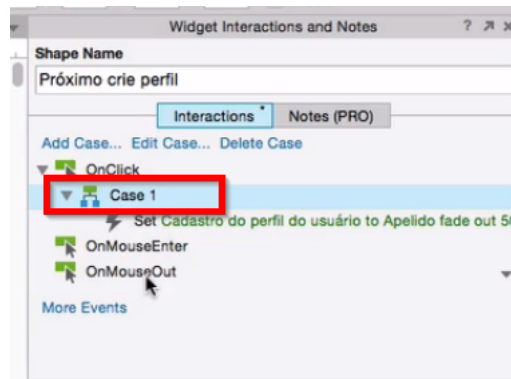 Widget Interactions and Notes ?
Shape Name
Próximo crie perfil
Interactions * Notes (PRO)
Add Case... Edit Case... Delete Case
OnClick
Case 1
Set Cadastro do perfil do usuário to Apelido fade out 50
OnMouseEnter
OnMouseOut
More Events